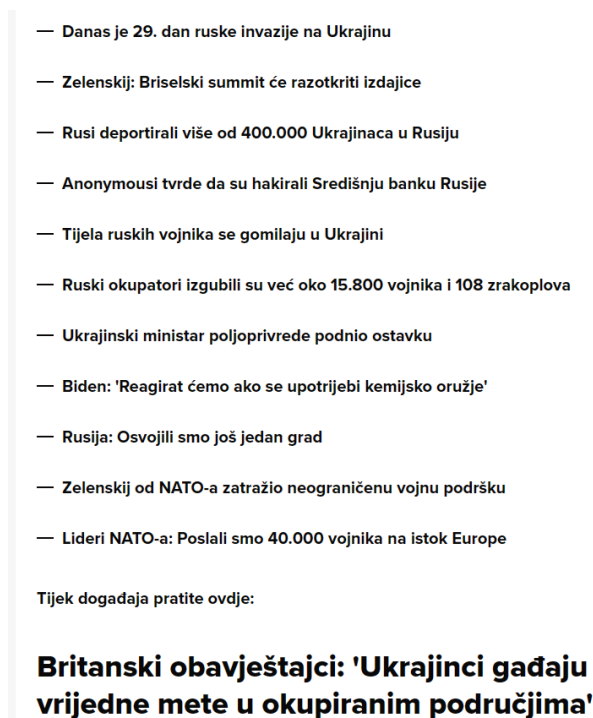 — Danas je 29. dan ruske invazije na Ukrajinu
— Zelenskij: Briselski summit će razotkriti izdajice
— Rusi deportirali više od 400.000 Ukrajinaca u Rusiju
— Anonymousi tvrde da su hakirali Središnju banku Rusije
— Tijela ruskih vojnika se gomilaju u Ukrajini
— Ruski okupatori izgubili su već oko 15.800 vojnika i 108 zrakoplova
— Ukrajinski ministar poljoprivrede podnio ostavku
— Biden: 'Reagirat ćemo ako se upotrijebi kemijsko oružje'
— Rusija: Osvojili smo još jedan grad
— Zelenskij od NATO-a zatražio neograničenu vojnu podršku
— Lideri NATO-a: Poslali smo 40.000 vojnika na istok Europe
Tijek događaja pratite ovdje:
Britanski obavještajci: 'Ukrajinci gađaju
vrijedne mete u okupiranim područjima'